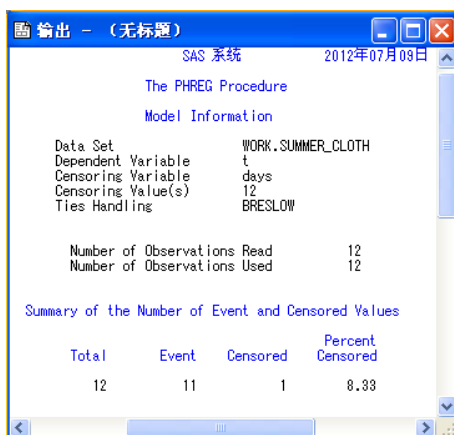 输出 - （无标题）
SAS 系统 2012年07月09日
The PHREG Procedure
Model Information
Data Set WORK.SUMMER_CLOTH
Dependent Variable t
Censoring Variable days
Censoring Value(s) 12
Ties Handling BRESLOW
Number of Observations Read 12
Number of Observations Used 12
Summary of the Number of Event and Censored Values
Percent
Total Event Censored Censored
12 11 1 8.33